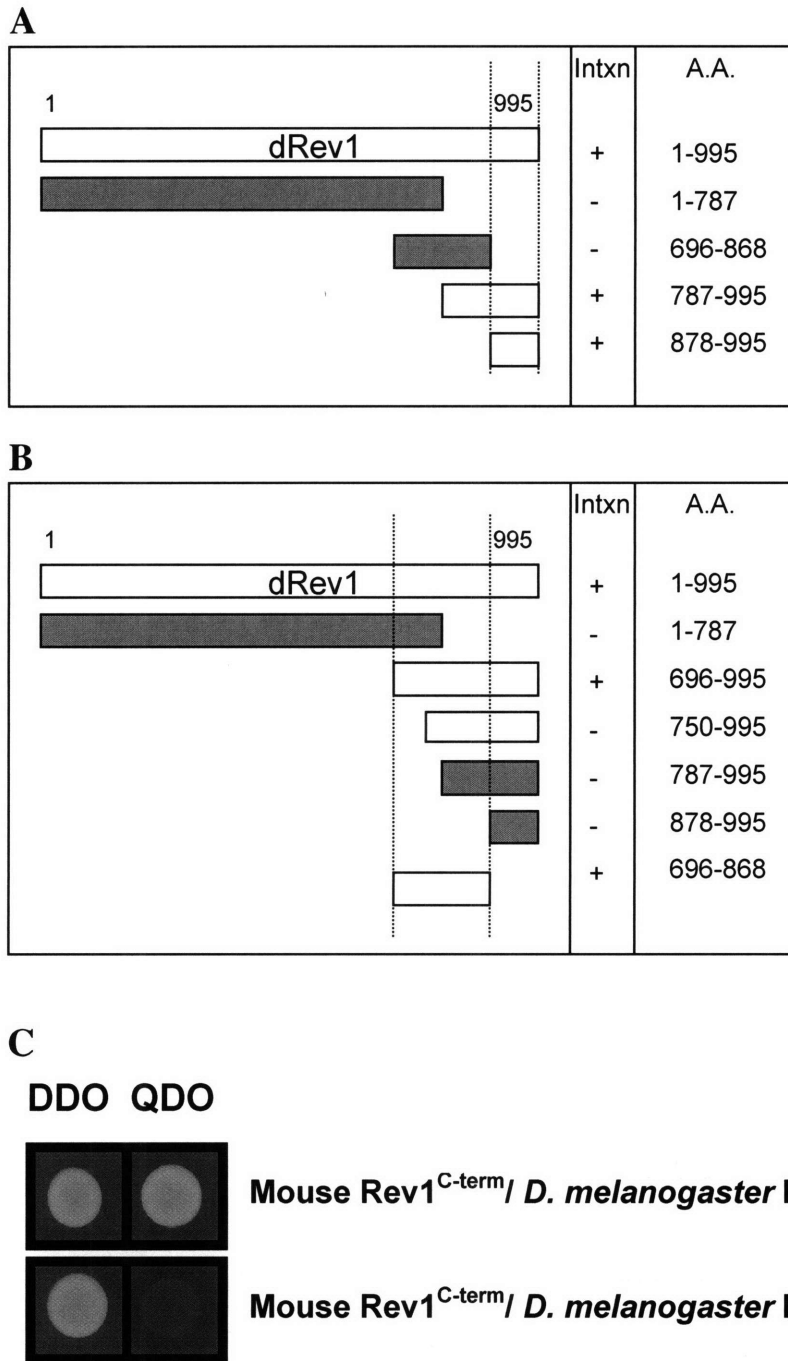 A
Intxn A.A.
1 995
dRev1 + 1-995
- 1-787
- 696-868
+ 787-995
+ 878-995
B
Intxn A.A.
1 995
dRev1 + 1-995
- 1-787
+ 696-995
- 750-995
- 787-995
- 878-995
+ 696-868
C
DDO QDO
Mouse Rev1C-term/ D. melanogaster
Mouse Rev1C-term/ D. melanogaster